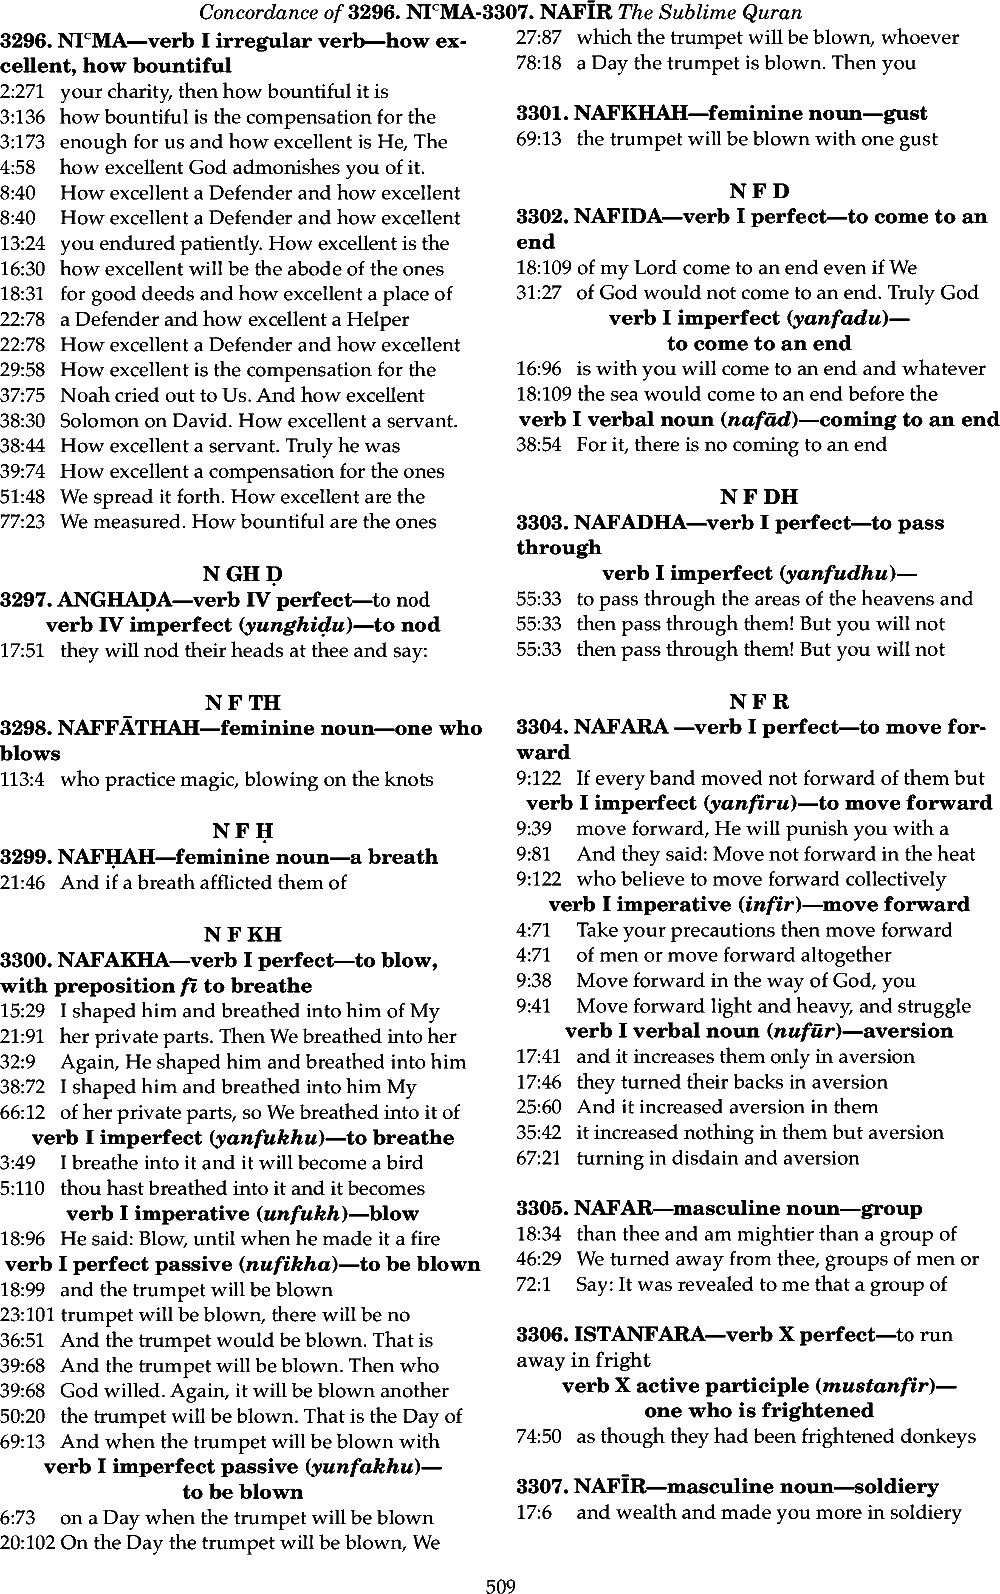 Concordance of 3296. NIᶜMA-3307. NAFĪR The Sublime Quran
3296. NIᶜMA—verb I irregular verb—how ex-
cellent, how bountiful
2:271 your charity, then how bountiful it is
3:136 how bountiful is the compensation for the
3:173 enough for us and how excellent is He, The
4:58 how excellent God admonishes you of it.
8:40 How excellent a Defender and how excellent
8:40 How excellent a Defender and how excellent
13:24 you endured patiently. How excellent is the
16:30 how excellent will be the abode of the ones
18:31 for good deeds and how excellent a place of
22:78 a Defender and how excellent a Helper
22:78 How excellent a Defender and how excellent
29:58 How excellent is the compensation for the
37:75 Noah cried out to Us. And how excellent
38:30 Solomon on David. How excellent a servant.
38:44 How excellent a servant. Truly he was
39:74 How excellent a compensation for the ones
51:48 We spread it forth. How excellent are the
77:23 We measured. How bountiful are the ones
N GH Ḍ
3297. ANGHAḌA—verb IV perfect—to nod
verb IV imperfect (yunghiḍu)—to nod
17:51 they will nod their heads at thee and say:
N F TH
3298. NAFFĀTHAH—feminine noun—one who
blows
113:4 who practice magic, blowing on the knots
N F Ḥ
3299. NAFḤAH—feminine noun—a breath
21:46 And if a breath afflicted them of
N F KH
3300. NAFAKHA—verb I perfect—to blow,
with preposition fī to breathe
15:29 I shaped him and breathed into him of My
21:91 her private parts. Then We breathed into her
32:9 Again, He shaped him and breathed into him
38:72 I shaped him and breathed into him My
66:12 of her private parts, so We breathed into it of
verb I imperfect (yanfukhu)—to breathe
3:49 I breathe into it and it will become a bird
5:110 thou hast breathed into it and it becomes
verb I imperative (unfukh)—blow
18:96 He said: Blow, until when he made it a fire
verb I perfect passive (nufikha)—to be blown
18:99 and the trumpet will be blown
23:101 trumpet will be blown, there will be no
36:51 And the trumpet would be blown. That is
39:68 And the trumpet will be blown. Then who
39:68 God willed. Again, it will be blown another
50:20 the trumpet will be blown. That is the Day of
69:13 And when the trumpet will be blown with
verb I imperfect passive (yunfakhu)—
to be blown
6:73 on a Day when the trumpet will be blown
20:102 On the Day the trumpet will be blown, We
27:87 which the trumpet will be blown, whoever
78:18 a Day the trumpet is blown. Then you
3301. NAFKHAH—feminine noun—gust
69:13 the trumpet will be blown with one gust
N F D
3302. NAFIDA—verb I perfect—to come to an
end
18:109 of my Lord come to an end even if We
31:27 of God would not come to an end. Truly God
verb I imperfect (yanfadu)—
to come to an end
16:96 is with you will come to an end and whatever
18:109 the sea would come to an end before the
verb I verbal noun (nafād)—coming to an end
38:54 For it, there is no coming to an end
N F DH
3303. NAFADHA—verb I perfect—to pass
through
verb I imperfect (yanfudhu)—
55:33 to pass through the areas of the heavens and
55:33 then pass through them! But you will not
55:33 then pass through them! But you will not
N F R
3304. NAFARA —verb I perfect—to move for-
ward
9:122 If every band moved not forward of them but
verb I imperfect (yanfiru)—to move forward
9:39 move forward, He will punish you with a
9:81 And they said: Move not forward in the heat
9:122 who believe to move forward collectively
verb I imperative (infir)—move forward
4:71 Take your precautions then move forward
4:71 of men or move forward altogether
9:38 Move forward in the way of God, you
9:41 Move forward light and heavy, and struggle
verb I verbal noun (nufūr)—aversion
17:41 and it increases them only in aversion
17:46 they turned their backs in aversion
25:60 And it increased aversion in them
35:42 it increased nothing in them but aversion
67:21 turning in disdain and aversion
3305. NAFAR—masculine noun—group
18:34 than thee and am mightier than a group of
46:29 We turned away from thee, groups of men or
72:1 Say: It was revealed to me that a group of
3306. ISTANFARA—verb X perfect—to run
away in fright
verb X active participle (mustanfir)—
one who is frightened
74:50 as though they had been frightened donkeys
3307. NAFĪR—masculine noun—soldiery
17:6 and wealth and made you more in soldiery
509